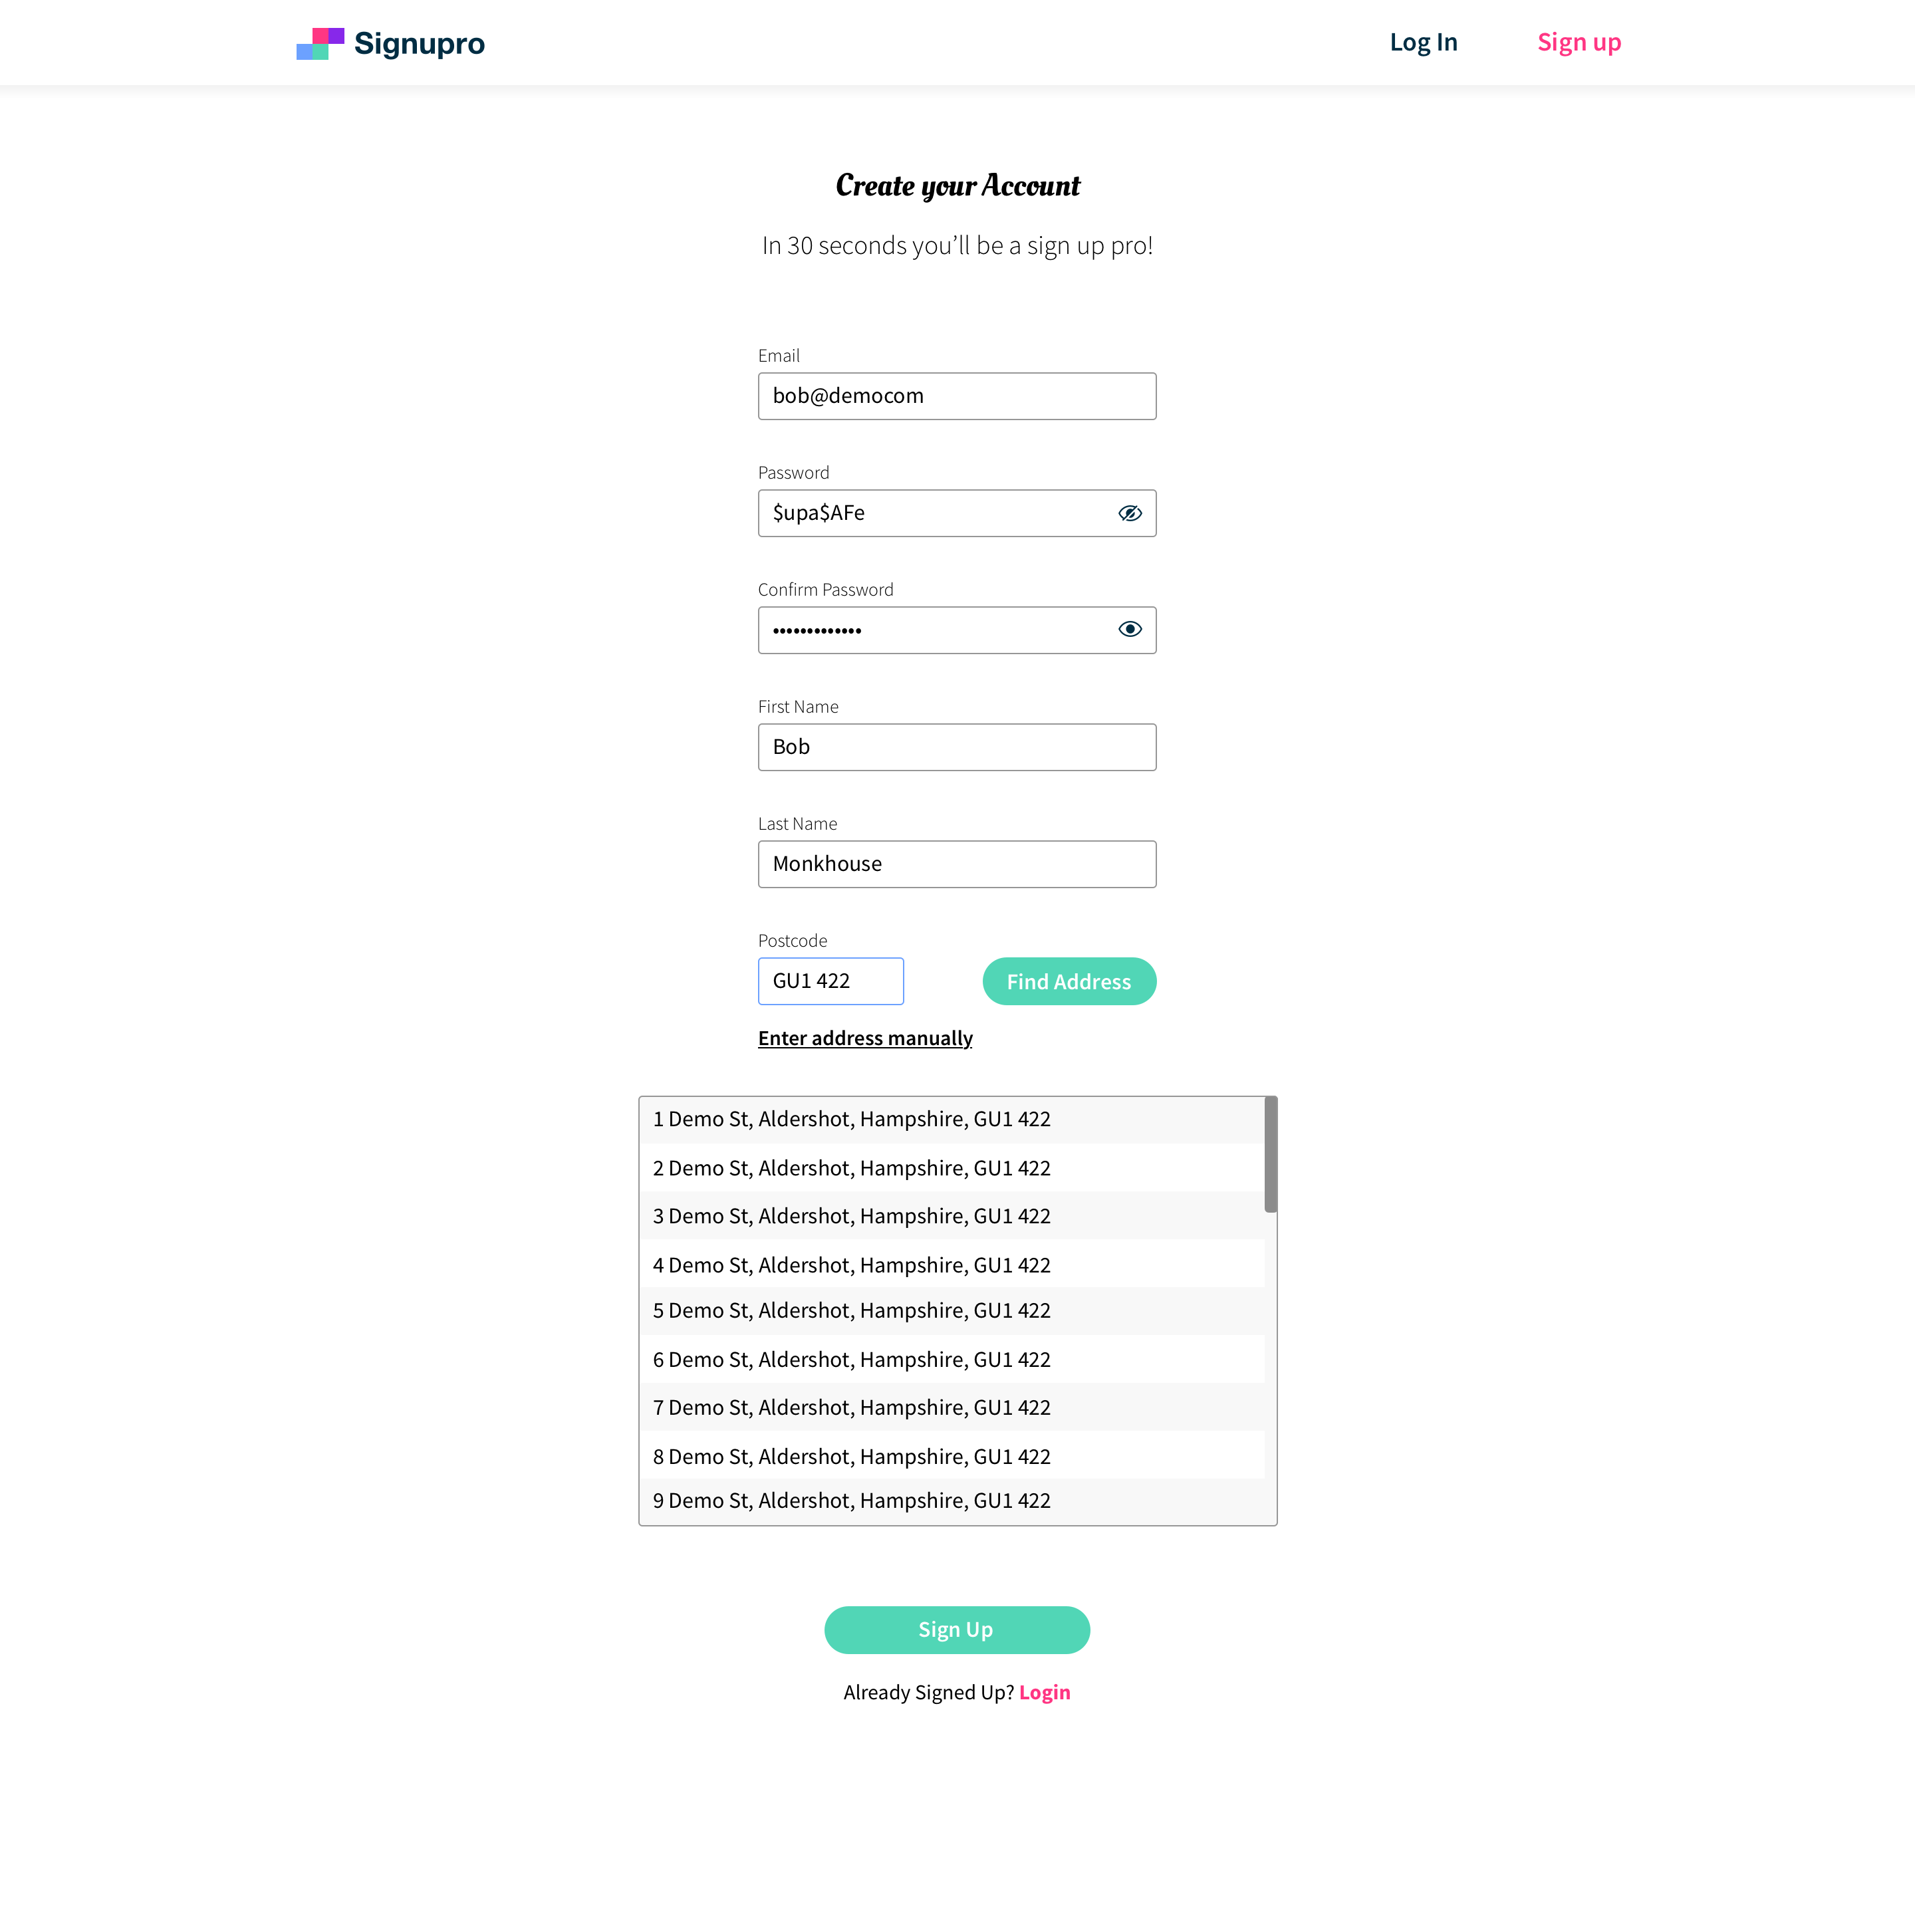 Signupro
Log In
Sign up
Create your Account
In 30 seconds you’ll be a sign up pro!
Email
bob@democom
Password
$upa$AFe
Confirm Password
•••••••••••••
First Name
Bob
Last Name
Monkhouse
Postcode
GU1 422
Find Address
Enter address manually
1 Demo St, Aldershot, Hampshire, GU1 422
2 Demo St, Aldershot, Hampshire, GU1 422
3 Demo St, Aldershot, Hampshire, GU1 422
4 Demo St, Aldershot, Hampshire, GU1 422
5 Demo St, Aldershot, Hampshire, GU1 422
6 Demo St, Aldershot, Hampshire, GU1 422
7 Demo St, Aldershot, Hampshire, GU1 422
8 Demo St, Aldershot, Hampshire, GU1 422
9 Demo St, Aldershot, Hampshire, GU1 422
Sign Up
Already Signed Up? Login